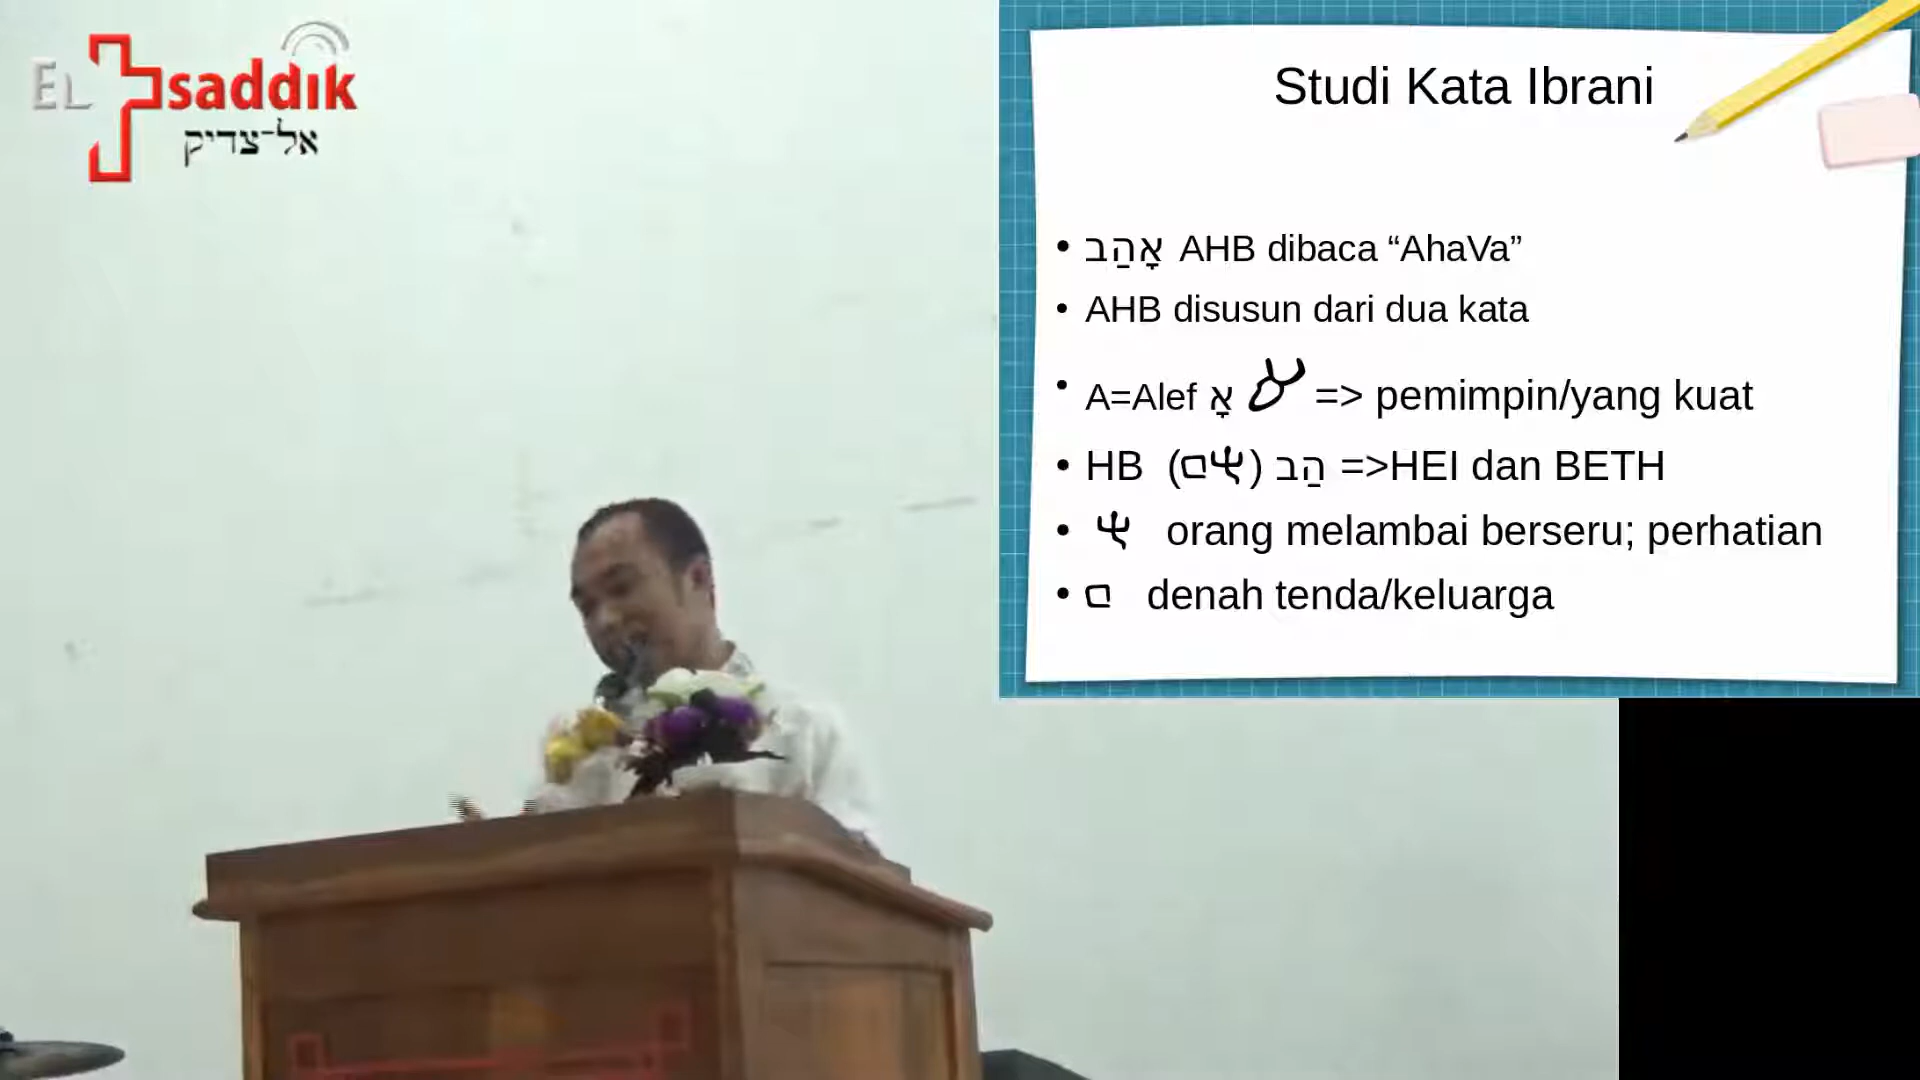 EL saddik
אל־צדיק
Studi Kata Ibrani
• אָהַב AHB dibaca “AhaVa”
• AHB disusun dari dua kata
• A=Alef אָ => pemimpin/yang kuat
• HB ( ) הַב =>HEI dan BETH
• orang melambai berseru; perhatian
• denah tenda/keluarga